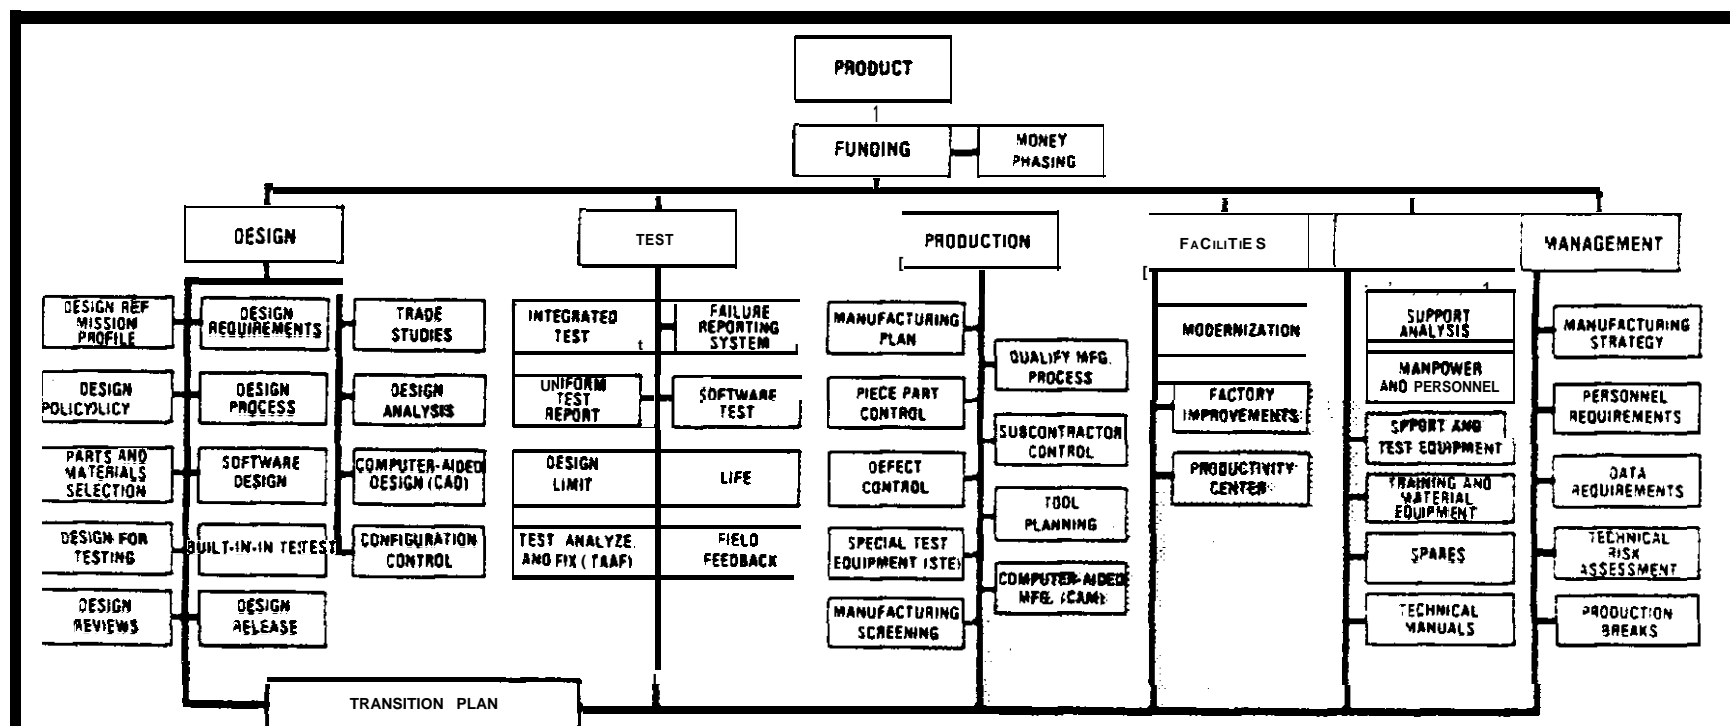 PRODUCT
FUNDING
MONEY
PHASING
DESIGN
TEST
PRODUCTION
FaCiLiTiES
MANAGEMENT
DESIGN REF
MISSION
PROFILE
DESIGN
POLICYOLICY
PARTS AND
MATERIALS
SELECTION
DESIGN FOR
TESTING
DESIGN
REVIEWS
DESIGN
REQUIREMENTS
DESIGN
PROCESS
SOFTWARE
DESIGN
BUILT-IN-IN TETEST
DESIGN
RELEASE
TRADE
STUDIES
DESIGN
ANALYSIS
COMPUTER-AIDED
DESIGN (CAD)
CONFIGURATION
CONTROL
INTEGRATED
TEST
UNIFORM
TEST
REPORT
DESIGN
LIMIT
TEST ANALYZE
AND FIX (TAAF)
FAILURE
REPORTING
SYSTEM
SOFTWARE
TEST
LIFE
FIELD
FEEDBACK
MANUFACTURING
PLAN
PIECE PART
CONTROL
DEFECT
CONTROL
SPECIAL TEST
EQUIPMENT (STE)
MANUFACTURING
SCREENING
QUALIFY MFG.
PROCESS
SUBCONTRACTOR
CONTROL
TOOL
PLANNING
COMPUTER-AIDED
MFG. (CAM)
MODERNIZATION
FACTORY
IMPROVEMENTS
PRODUCTIVITY
CENTER
SUPPORT
ANALYSIS
MANPOWER
AND PERSONNEL
SPPORT AND
TEST EQUIPMENT
TRAINING AND
MATERIAL
EQUIPMENT
SPARES
TECHNICAL
MANUALS
MANUFACTURING
STRATEGY
PERSONNEL
REQUIREMENTS
DATA
REQUIREMENTS
TECHNICAL
RISK
ASSESSMENT
PRODUCTION
BREAKS
TRANSITION PLAN